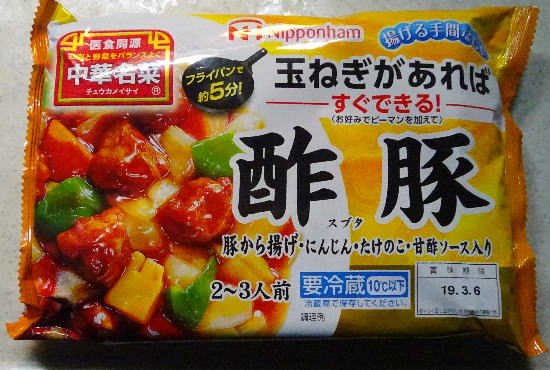 Nipponham
医食同源
中華名菜®
チュウカメイサイ
フライパンで
約5分!
揚げる手間
玉ねぎがあれば
すぐできる!
(お好みでピーマンを加えて)
酢豚
スブタ
豚から揚げ・にんじん・たけのこ・甘酢ソース入り
2~3人前
要冷蔵 10℃以下
冷蔵庫で保存してください。
調理例
賞味期限
19.3.6